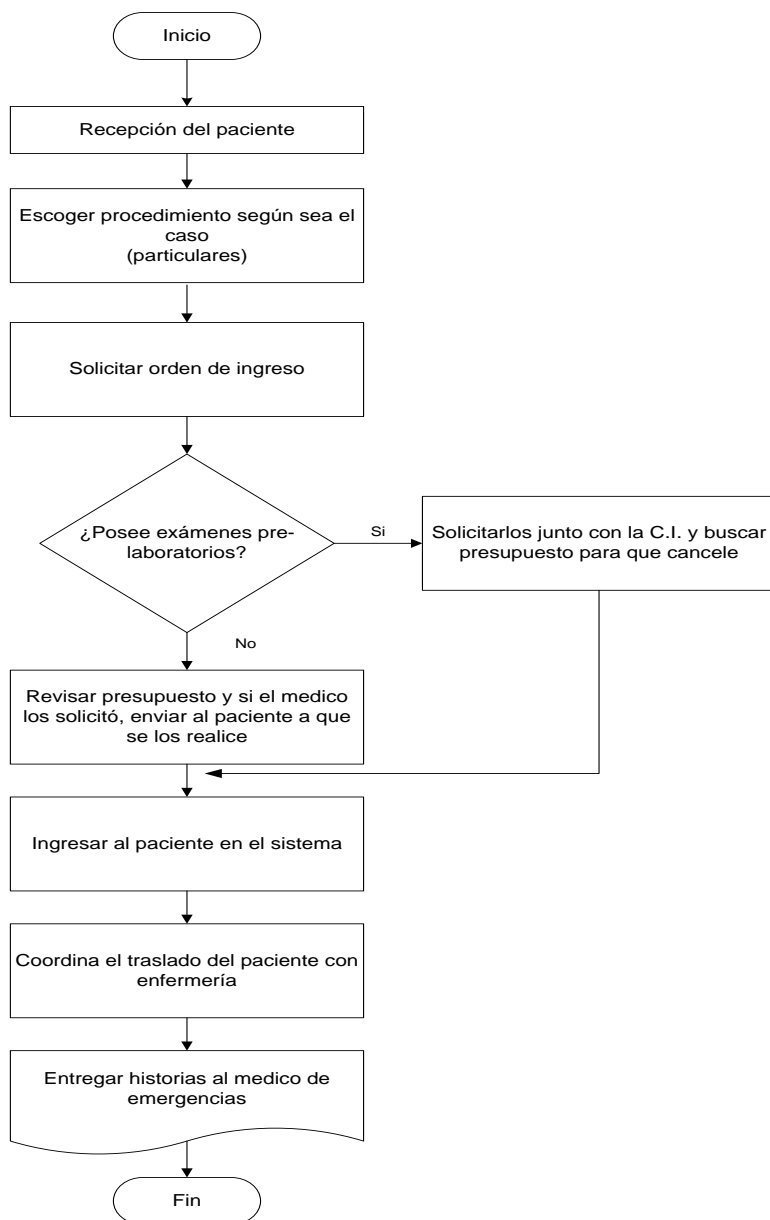 Inicio
Recepción del paciente
Escoger procedimiento según sea el
caso
(particulares)
Solicitar orden de ingreso
¿Posee exámenes pre-
laboratorios?
Si
Solicitarlos junto con la C.I. y buscar
presupuesto para que cancele
No
Revisar presupuesto y si el medico
los solicitó, enviar al paciente a que
se los realice
Ingresar al paciente en el sistema
Coordina el traslado del paciente con
enfermería
Entregar historias al medico de
emergencias
Fin